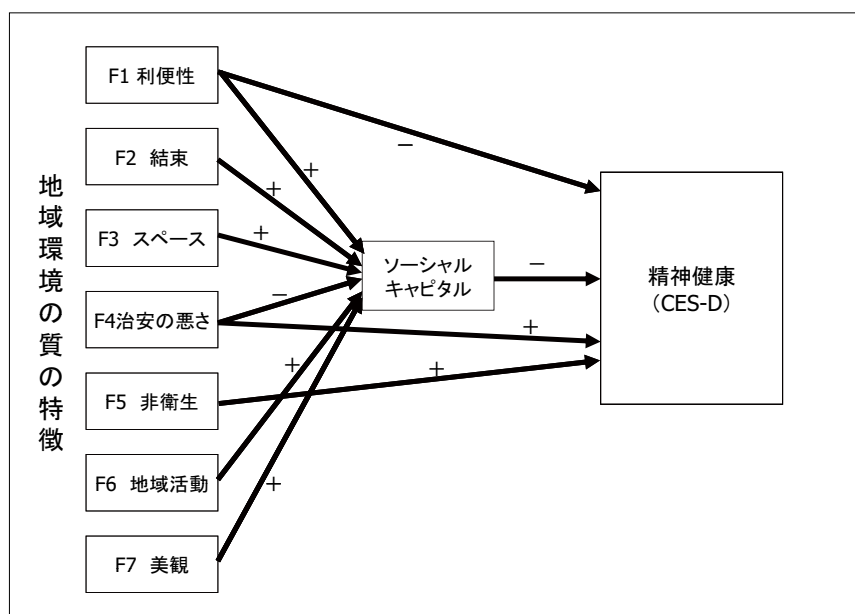 地域環境の質の特徴
F1 利便性
F2 結束
F3 スペース
F4治安の悪さ
F5 非衛生
F6 地域活動
F7 美観
ソーシャル
キャピタル
精神健康
（CES-D）
−
+
+
+
−
−
+
+
+
+